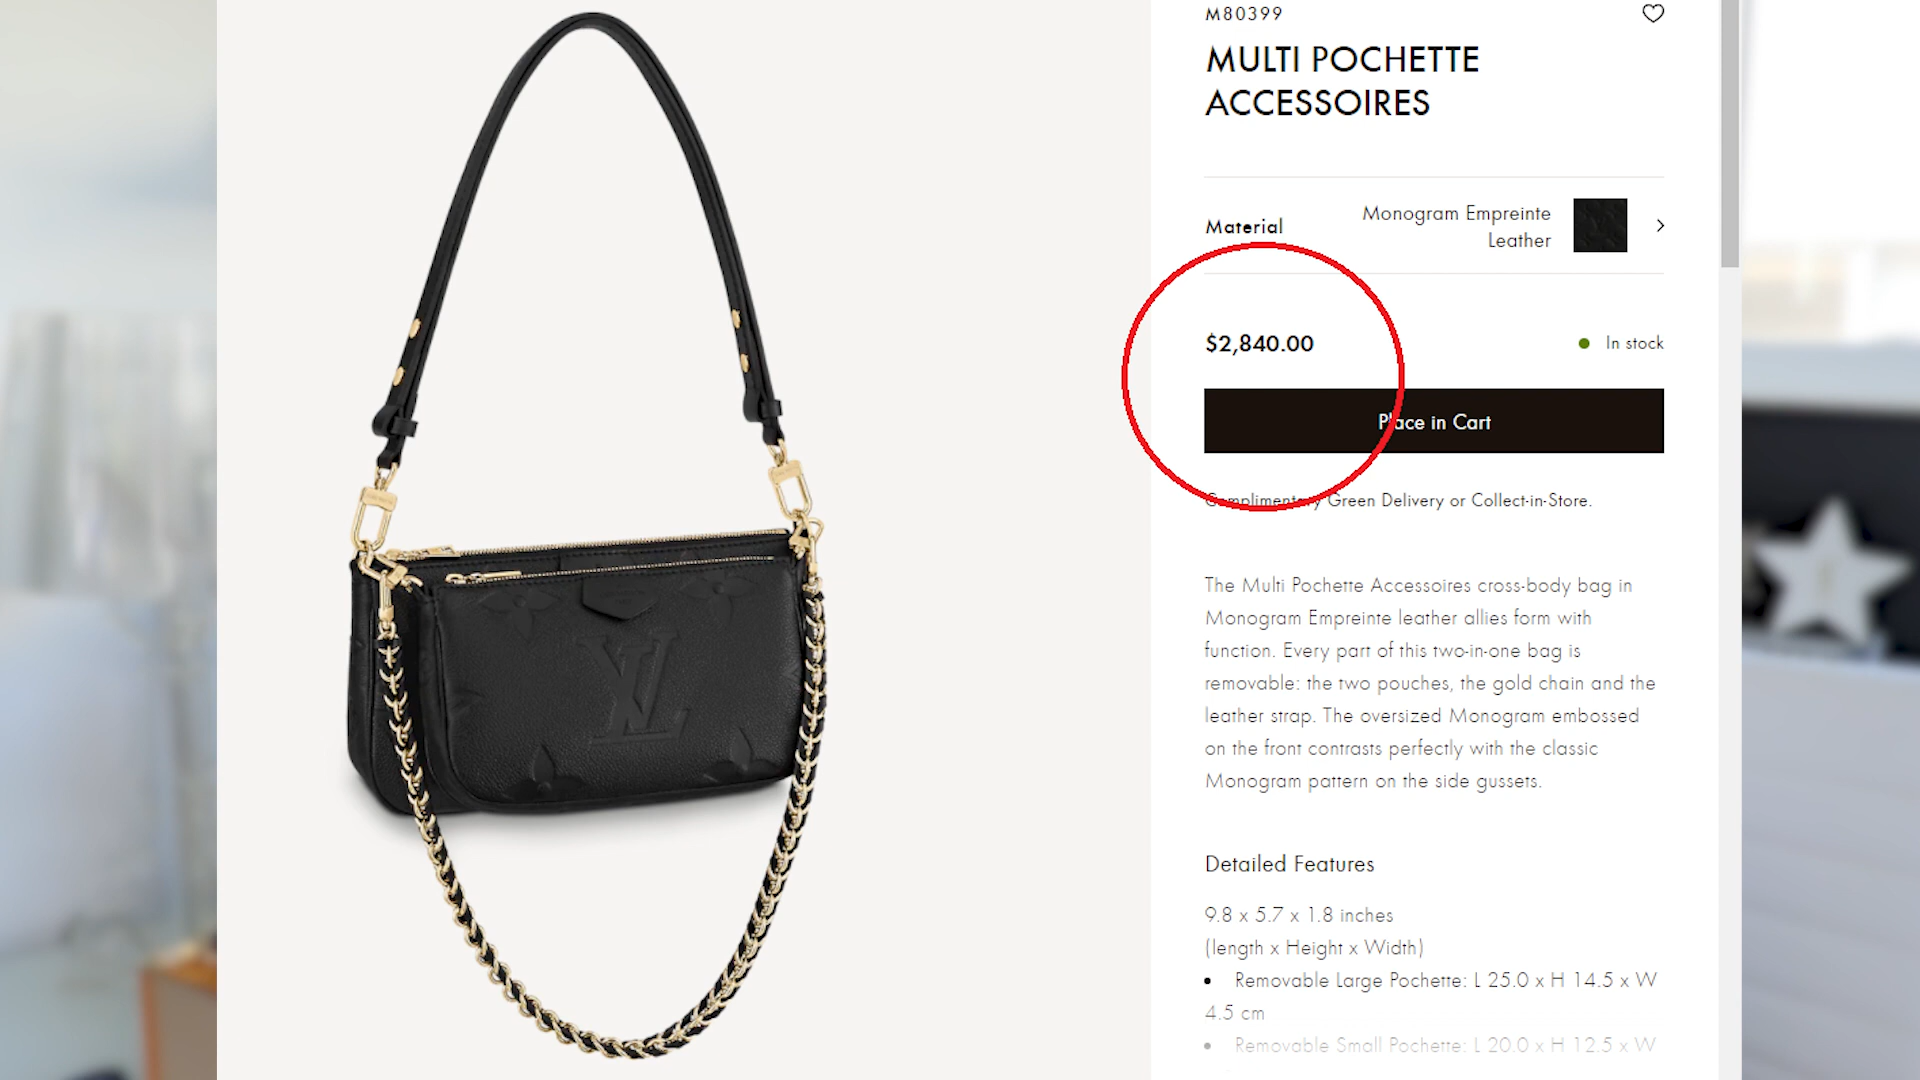 M80399
MULTI POCHETTE
ACCESSOIRES
Material
Monogram Empreinte
Leather
$2,840.00
In stock
Place in Cart
Complimentary Green Delivery or Collect-in-Store.
The Multi Pochette Accessoires cross-body bag in
Monogram Empreinte leather allies form with
function. Every part of this two-in-one bag is
removable: the two pouches, the gold chain and the
leather strap. The oversized Monogram embossed
on the front contrasts perfectly with the classic
Monogram pattern on the side gussets.
Detailed Features
9.8 x 5.7 x 1.8 inches
(length x Height x Width)
• Removable Large Pochette: L 25.0 x H 14.5 x W
4.5 cm
• Removable Small Pochette: L 20.0 x H 12.5 x W
LV